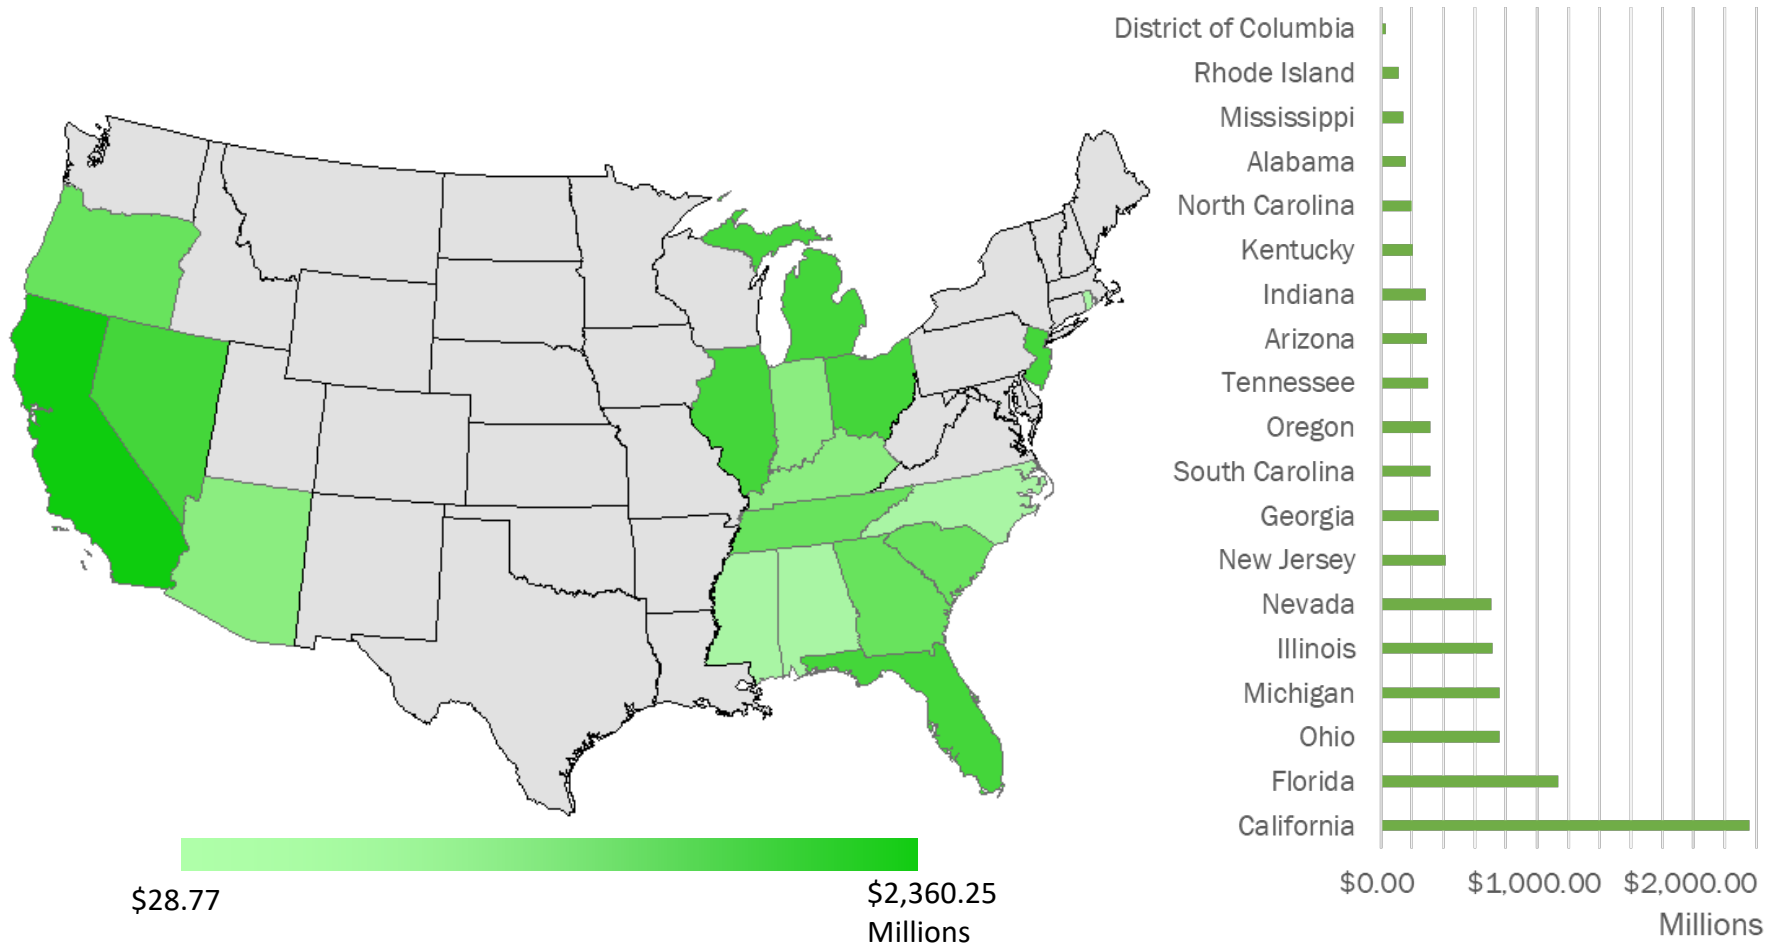 District of Columbia
Rhode Island
Mississippi
Alabama
North Carolina
Kentucky
Indiana
Arizona
Tennessee
Oregon
South Carolina
Georgia
New Jersey
Nevada
Illinois
Michigan
Ohio
Florida
California
$0.00 $1,000.00 $2,000.00
Millions
$28.77
$2,360.25
Millions